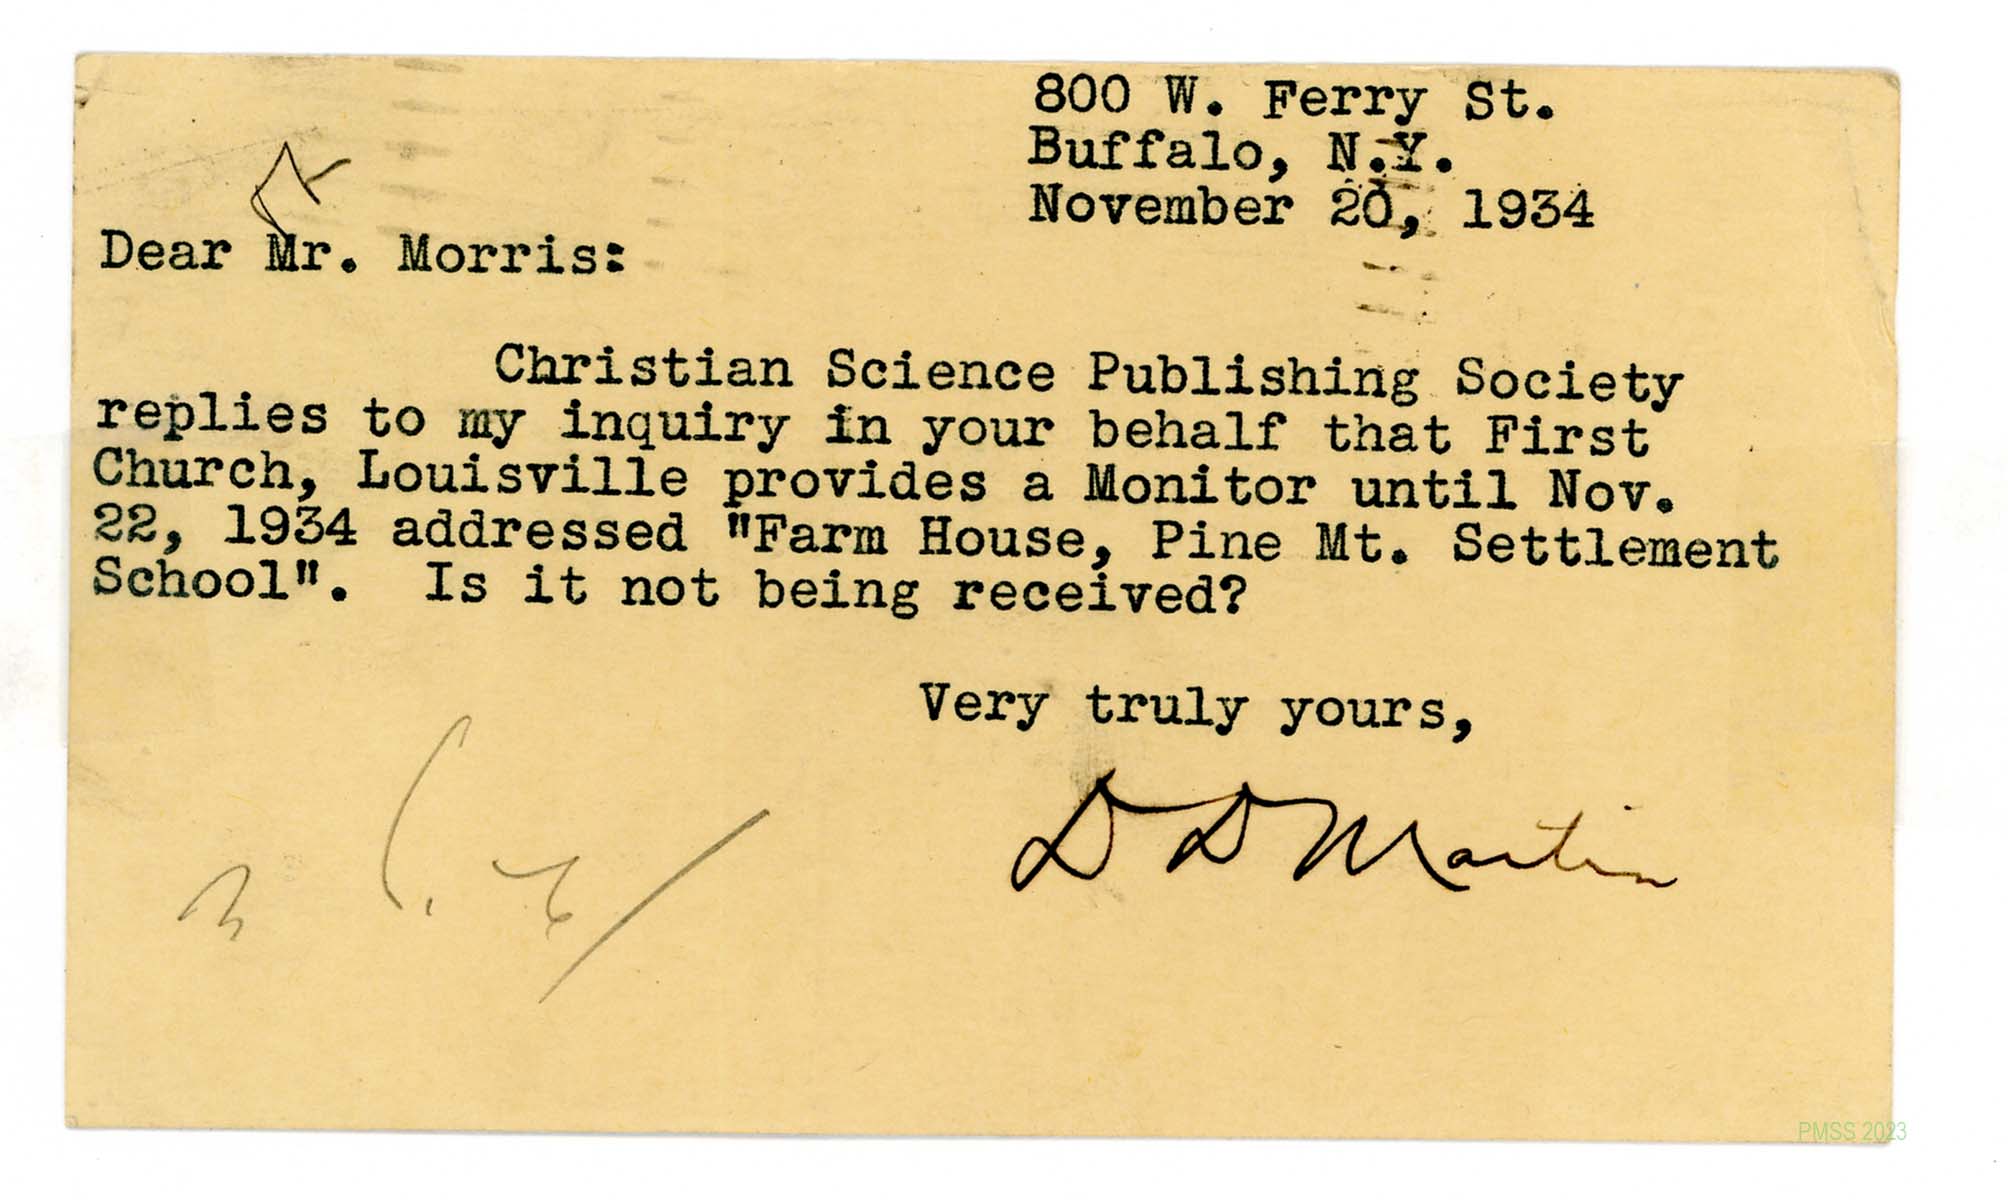 800 W. Ferry St.
Buffalo, N.Y.
November 20, 1934
Dear Mr. Morris:
Christian Science Publishing Society
replies to my inquiry in your behalf that First
Church, Louisville provides a Monitor until Nov.
22, 1934 addressed "Farm House, Pine Mt. Settlement
School". Is it not being received?
Very truly yours,
D D Martin
PMSS 2023